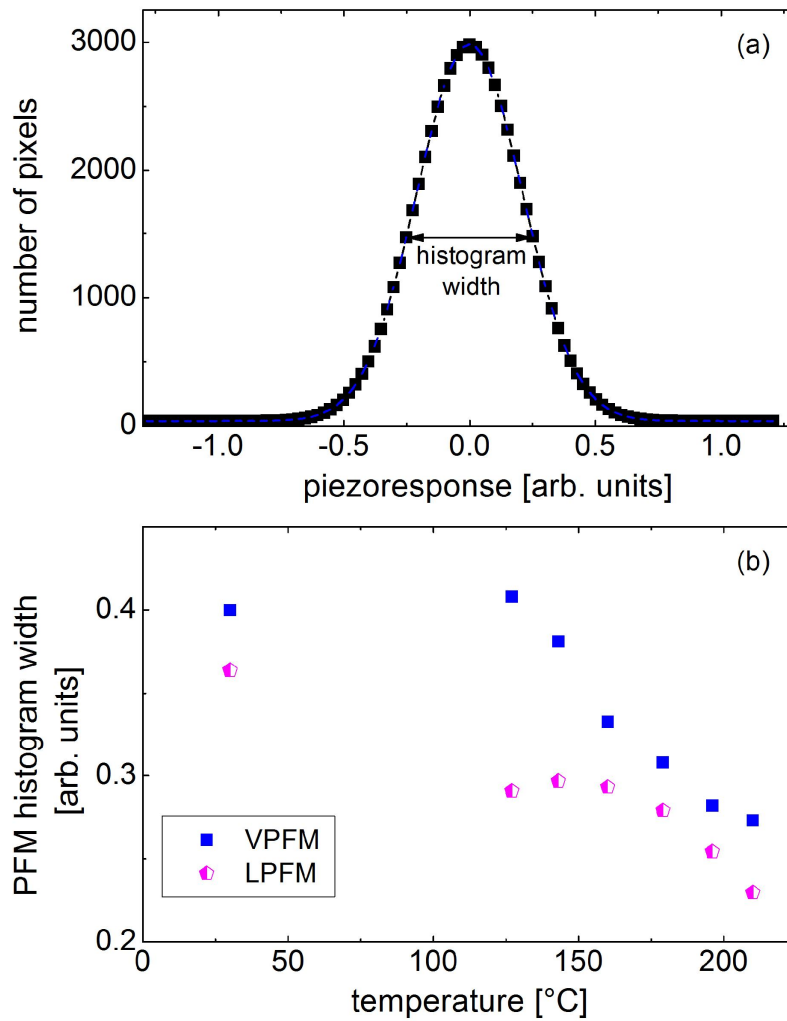 (a)
3000
2000
1000
0
number of pixels
histogram
width
-1.0
-0.5
0.0
0.5
1.0
piezoresponse [arb. units]
(b)
0.4
0.3
0.2
PFM histogram width
[arb. units]
VPFM
LPFM
0
50
100
150
200
temperature [°C]